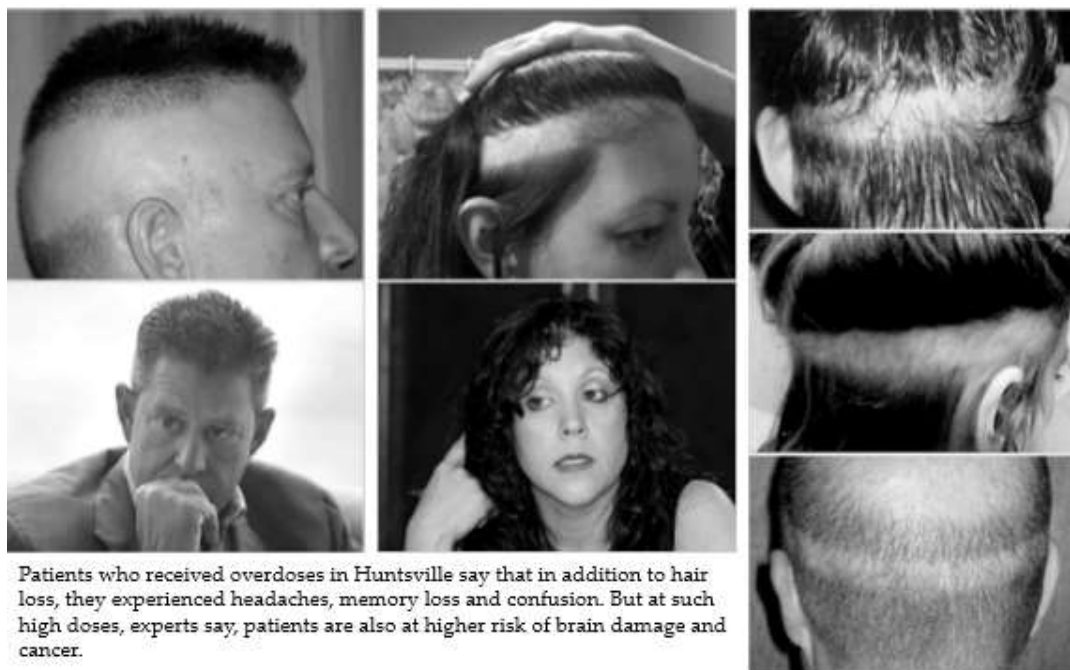 Patients who received overdoses in Huntsville say that in addition to hair
loss, they experienced headaches, memory loss and confusion. But at such
high doses, experts say, patients are also at higher risk of brain damage and
cancer.